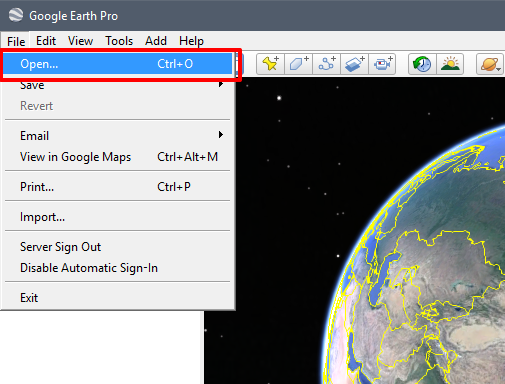 Google Earth Pro
File Edit View Tools Add Help
Open... Ctrl+O
Save
Revert
Email
View in Google Maps Ctrl+Alt+M
Print... Ctrl+P
Import...
Server Sign Out
Disable Automatic Sign-In
Exit